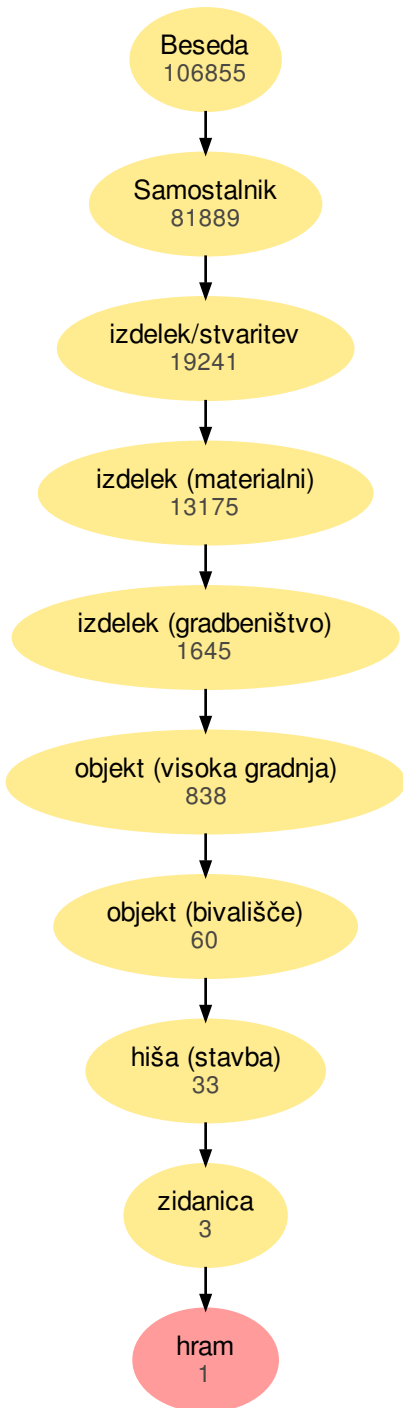 Beseda
106855
Samostalnik
81889
izdelek/stvaritev
19241
izdelek (materialni)
13175
izdelek (gradbeništvo)
1645
objekt (visoka gradnja)
838
objekt (bivališče)
60
hiša (stavba)
33
zidanica
3
hram
1